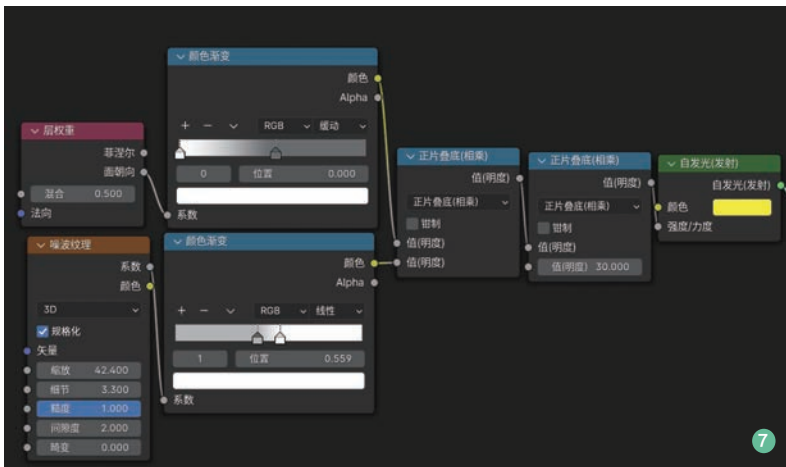 颜色渐变
颜色
Alpha
+ −
RGB
缓动
0
位置
0.000
系数
层权重
菲涅尔
面朝向
混合
0.500
法向
噪波纹理
系数
颜色
3D
规格化
矢量
缩放
42.400
细节
3.300
糙度
1.000
间隙度
2.000
畸变
0.000
颜色渐变
颜色
Alpha
+ −
RGB
线性
1
位置
0.559
系数
正片叠底(相乘)
值(明度)
正片叠底(相乘)
钳制
值(明度)
值(明度)
正片叠底(相乘)
值(明度)
正片叠底(相乘)
钳制
值(明度)
值(明度) 30.000
自发光(发射)
自发光(发射)
颜色
强度/力度
7